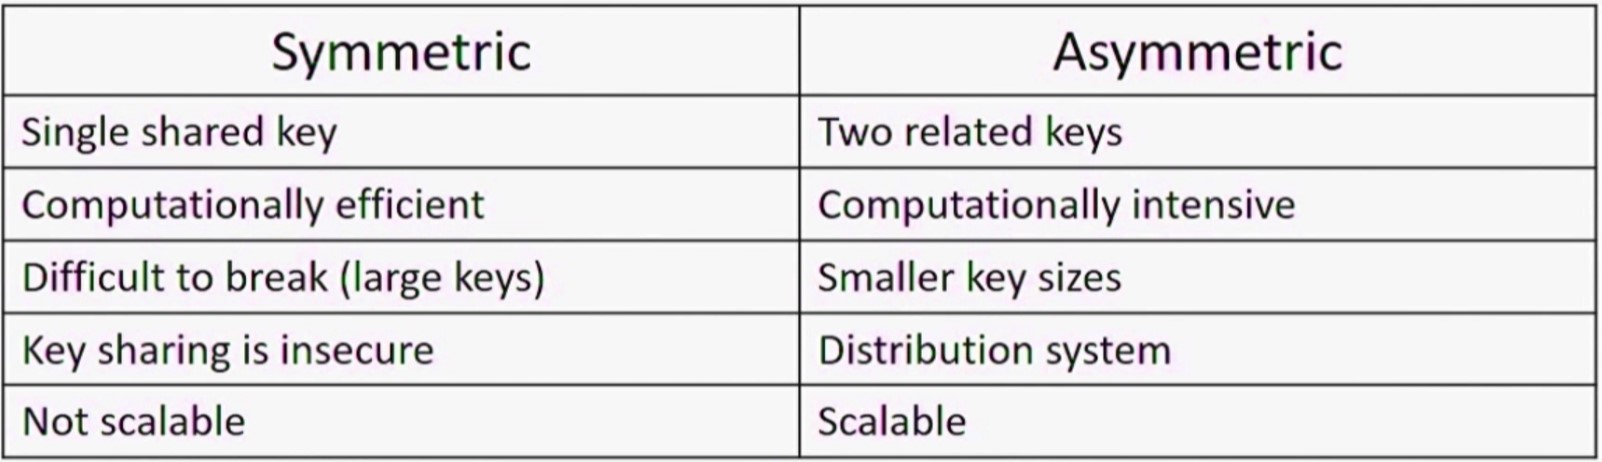 Symmetric
Asymmetric
Single shared key
Two related keys
Computationally efficient
Computationally intensive
Difficult to break (large keys)
Smaller key sizes
Key sharing is insecure
Distribution system
Not scalable
Scalable